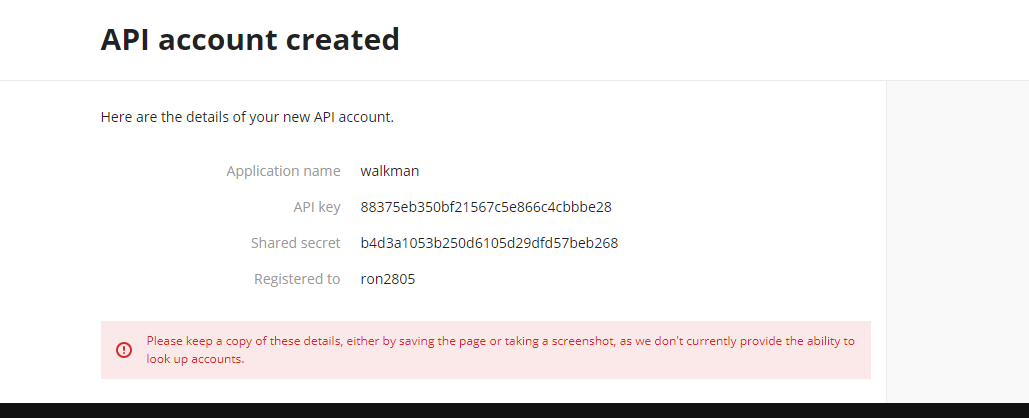 API account created
Here are the details of your new API account.
Application name walkman
API key 88375eb350bf21567c5e866c4cbbbe28
Shared secret b4d3a1053b250d6105d29dfd57beb268
Registered to ron2805
Please keep a copy of these details, either by saving the page or taking a screenshot, as we don't currently provide the ability to
look up accounts.